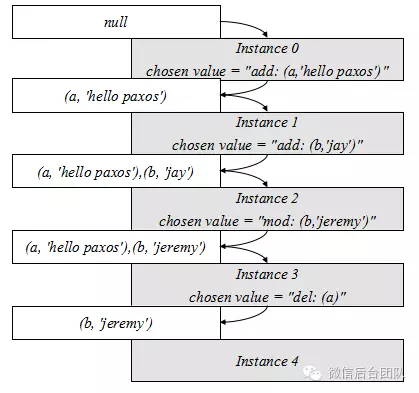 null
Instance 0
chosen value = "add: (a,'hello paxos')"
(a, 'hello paxos')
Instance 1
chosen value = "add: (b,'jay')"
(a, 'hello paxos'),(b, 'jay')
Instance 2
chosen value = "mod: (b,'jeremy')"
(a, 'hello paxos'),(b, 'jeremy')
Instance 3
chosen value = "del: (a)"
(b, 'jeremy')
Instance 4
微信后台团队